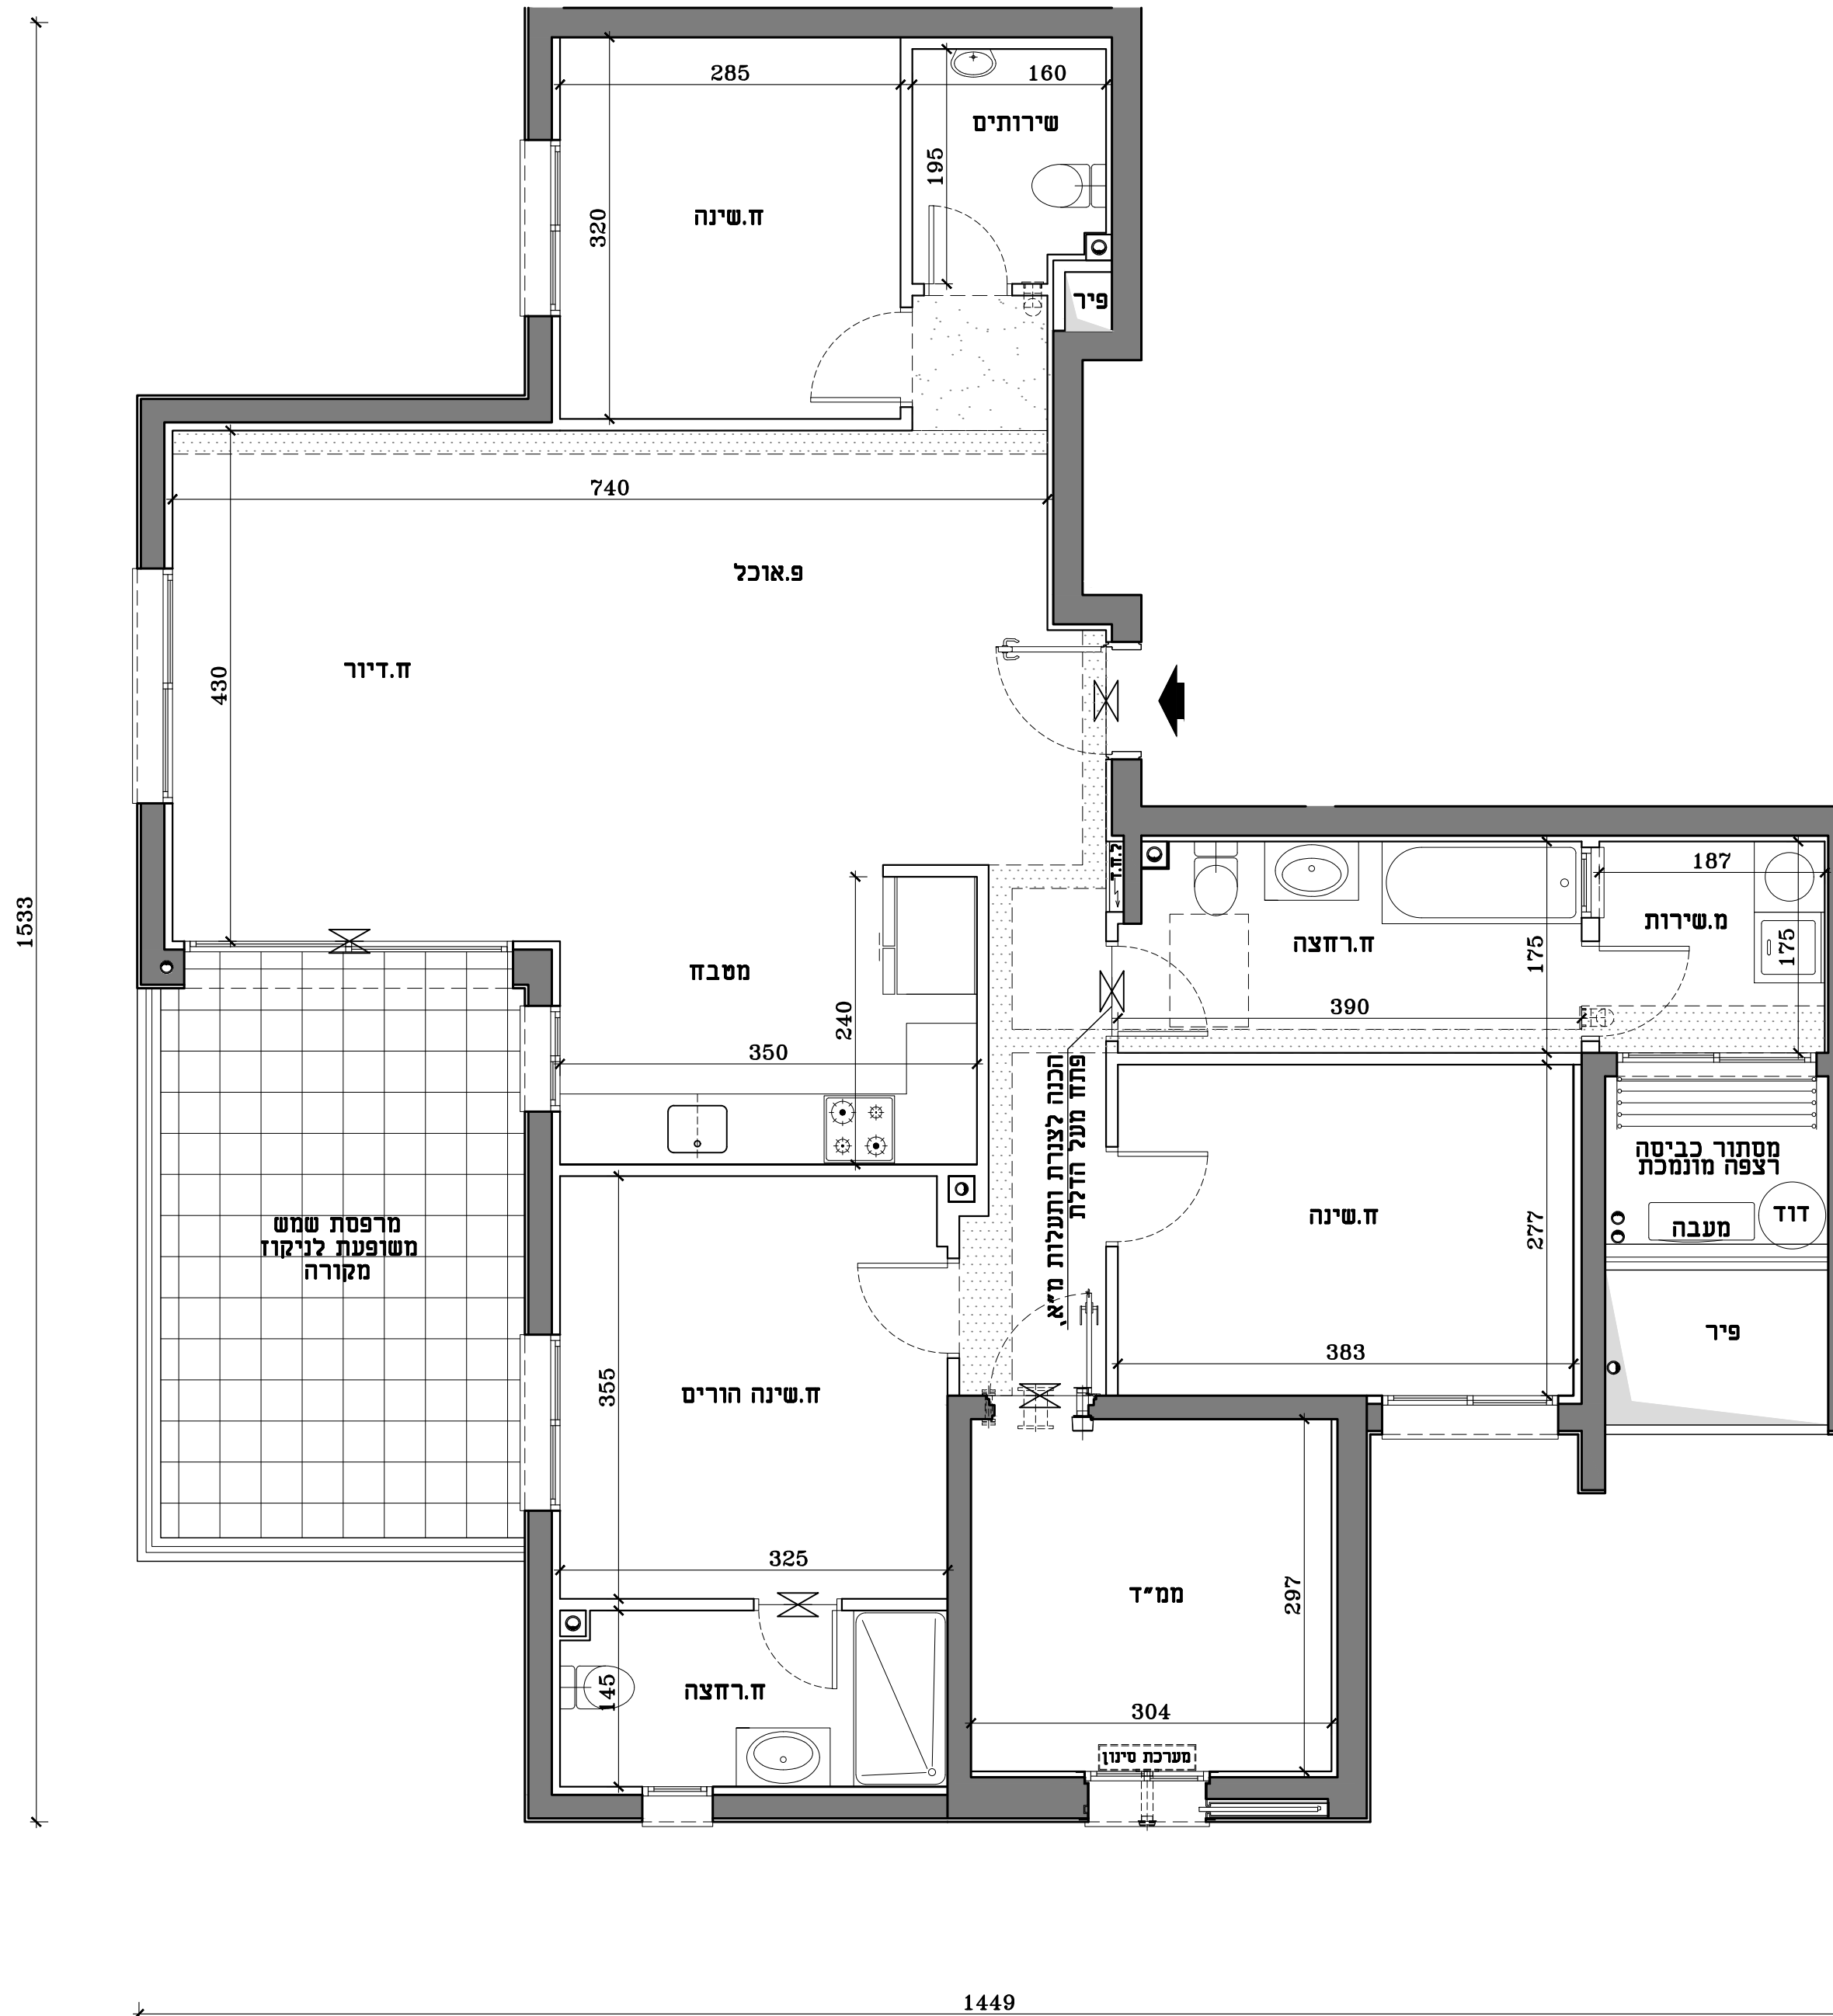 285
160
שירותים
195
ח.שינה
320
פיר
740
פ.אוכל
ח.דיור
430
1533
ל.ח.ד
187
מ.שירות
175
ח.רחצה
175
390
מטבח
240
350
הכנה לצנרת ותעלות מ"א,
פתח מעל הדלת
מסתור כביסה
רצפה מונמכת
דוד
מעבה
ח.שינה
277
מרפסת שמש
משופעת לניקוז
מקורה
פיר
383
355
ח.שינה הורים
325
297
ממ"ד
145
ח.רחצה
304
מערכת סינון
1449